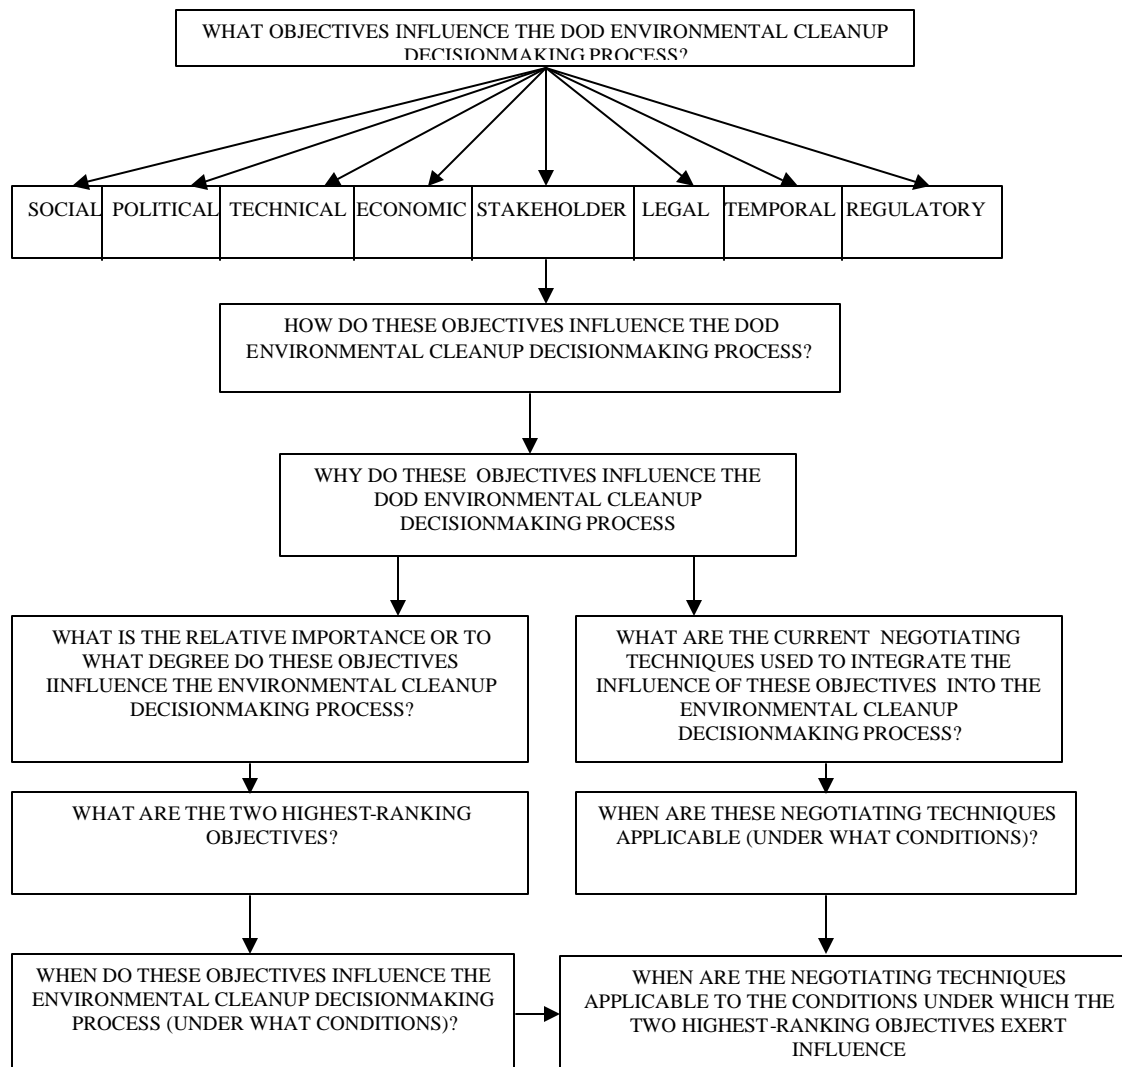 WHAT OBJECTIVES INFLUENCE THE DOD ENVIRONMENTAL CLEANUP
DECISIONMAKING PROCESS?
SOCIAL POLITICAL TECHNICAL ECONOMIC STAKEHOLDER LEGAL TEMPORAL REGULATORY
HOW DO THESE OBJECTIVES INFLUENCE THE DOD
ENVIRONMENTAL CLEANUP DECISIONMAKING PROCESS?
WHY DO THESE OBJECTIVES INFLUENCE THE
DOD ENVIRONMENTAL CLEANUP
DECISIONMAKING PROCESS
WHAT IS THE RELATIVE IMPORTANCE OR TO
WHAT DEGREE DO THESE OBJECTIVES
IINFLUENCE THE ENVIRONMENTAL CLEANUP
DECISIONMAKING PROCESS?
WHAT ARE THE CURRENT NEGOTIATING
TECHNIQUES USED TO INTEGRATE THE
INFLUENCE OF THESE OBJECTIVES INTO THE
ENVIRONMENTAL CLEANUP
DECISIONMAKING PROCESS?
WHAT ARE THE TWO HIGHEST-RANKING
OBJECTIVES?
WHEN ARE THESE NEGOTIATING TECHNIQUES
APPLICABLE (UNDER WHAT CONDITIONS)?
WHEN DO THESE OBJECTIVES INFLUENCE THE
ENVIRONMENTAL CLEANUP DECISIONMAKING
PROCESS (UNDER WHAT CONDITIONS)?
WHEN ARE THE NEGOTIATING TECHNIQUES
APPLICABLE TO THE CONDITIONS UNDER WHICH THE
TWO HIGHEST-RANKING OBJECTIVES EXERT
INFLUENCE